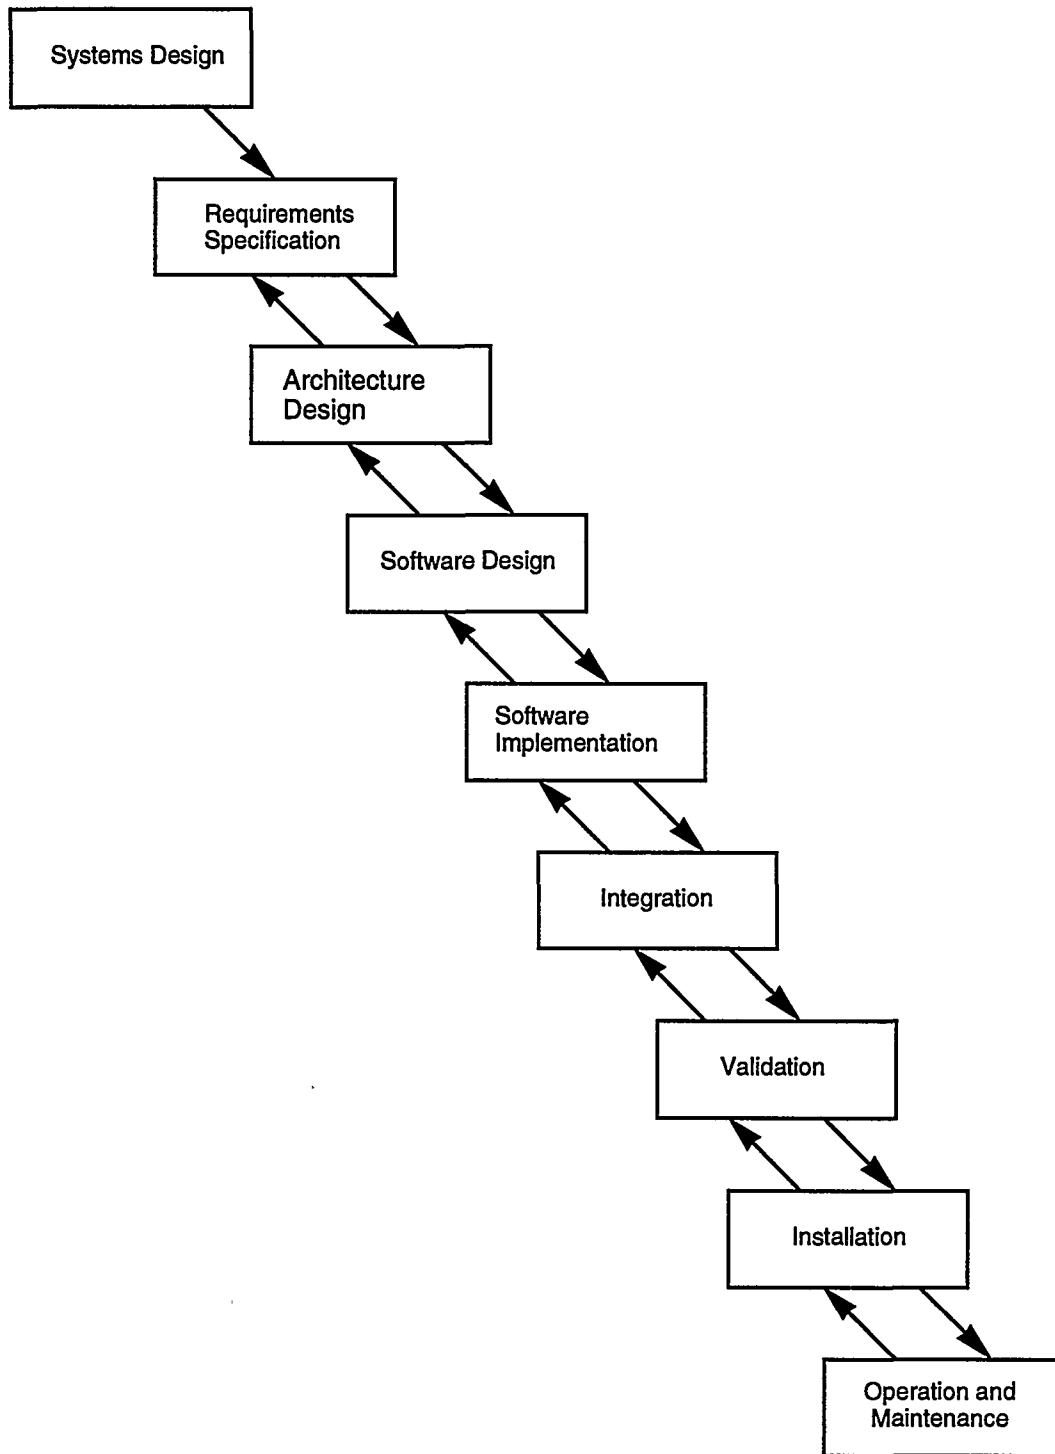 Systems Design
Requirements
Specification
Architecture
Design
Software Design
Software
Implementation
Integration
Validation
Installation
Operation and
Maintenance